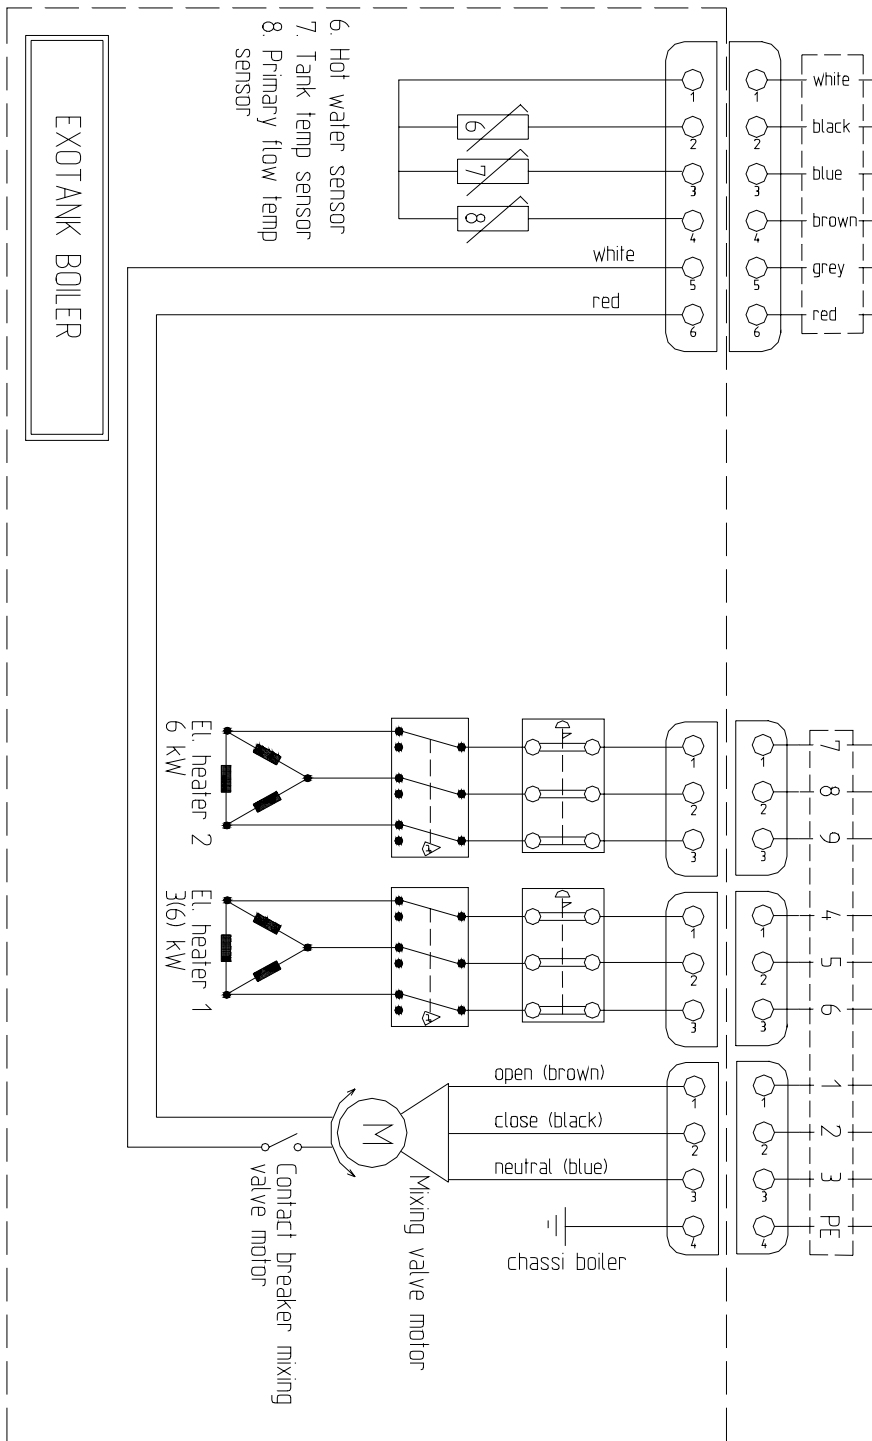 6. Hot water sensor
7. Tank temp sensor
8. Primary flow temp
sensor
EXOTANK BOILER
6
7
8
1
2
3
4
5
6
1
2
3
4
5
6
white
black
blue
brown
grey
red
white
red
El. heater 2
6 kW
1
2
3
1
2
3
7
8
9
El. heater 1
3(6) kW
1
2
3
1
2
3
4
5
6
open (brown)
close (black)
neutral (blue)
chassi boiler
1
2
3
4
1
2
3
4
1
2
3
PE
M
Mixing valve motor
Contact breaker mixing
valve motor